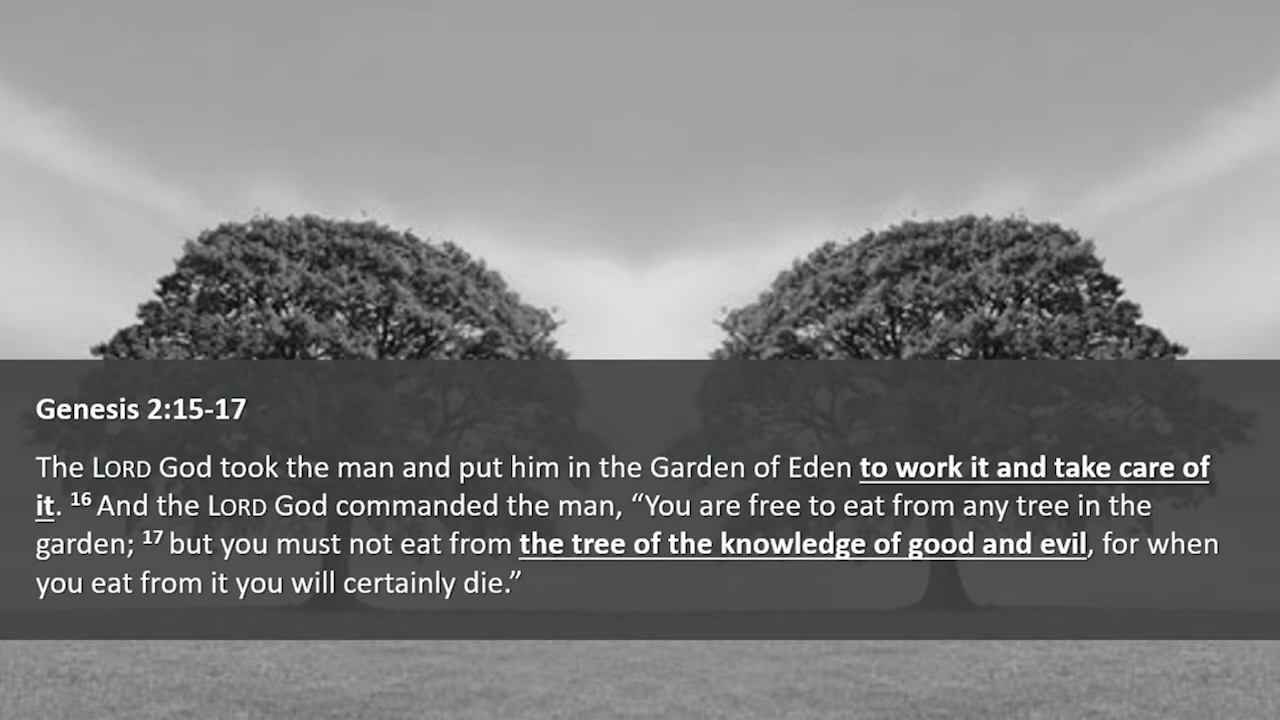 Genesis 2:15-17
The LORD God took the man and put him in the Garden of Eden to work it and take care of
it. 16 And the LORD God commanded the man, “You are free to eat from any tree in the
garden; 17 but you must not eat from the tree of the knowledge of good and evil, for when
you eat from it you will certainly die.”